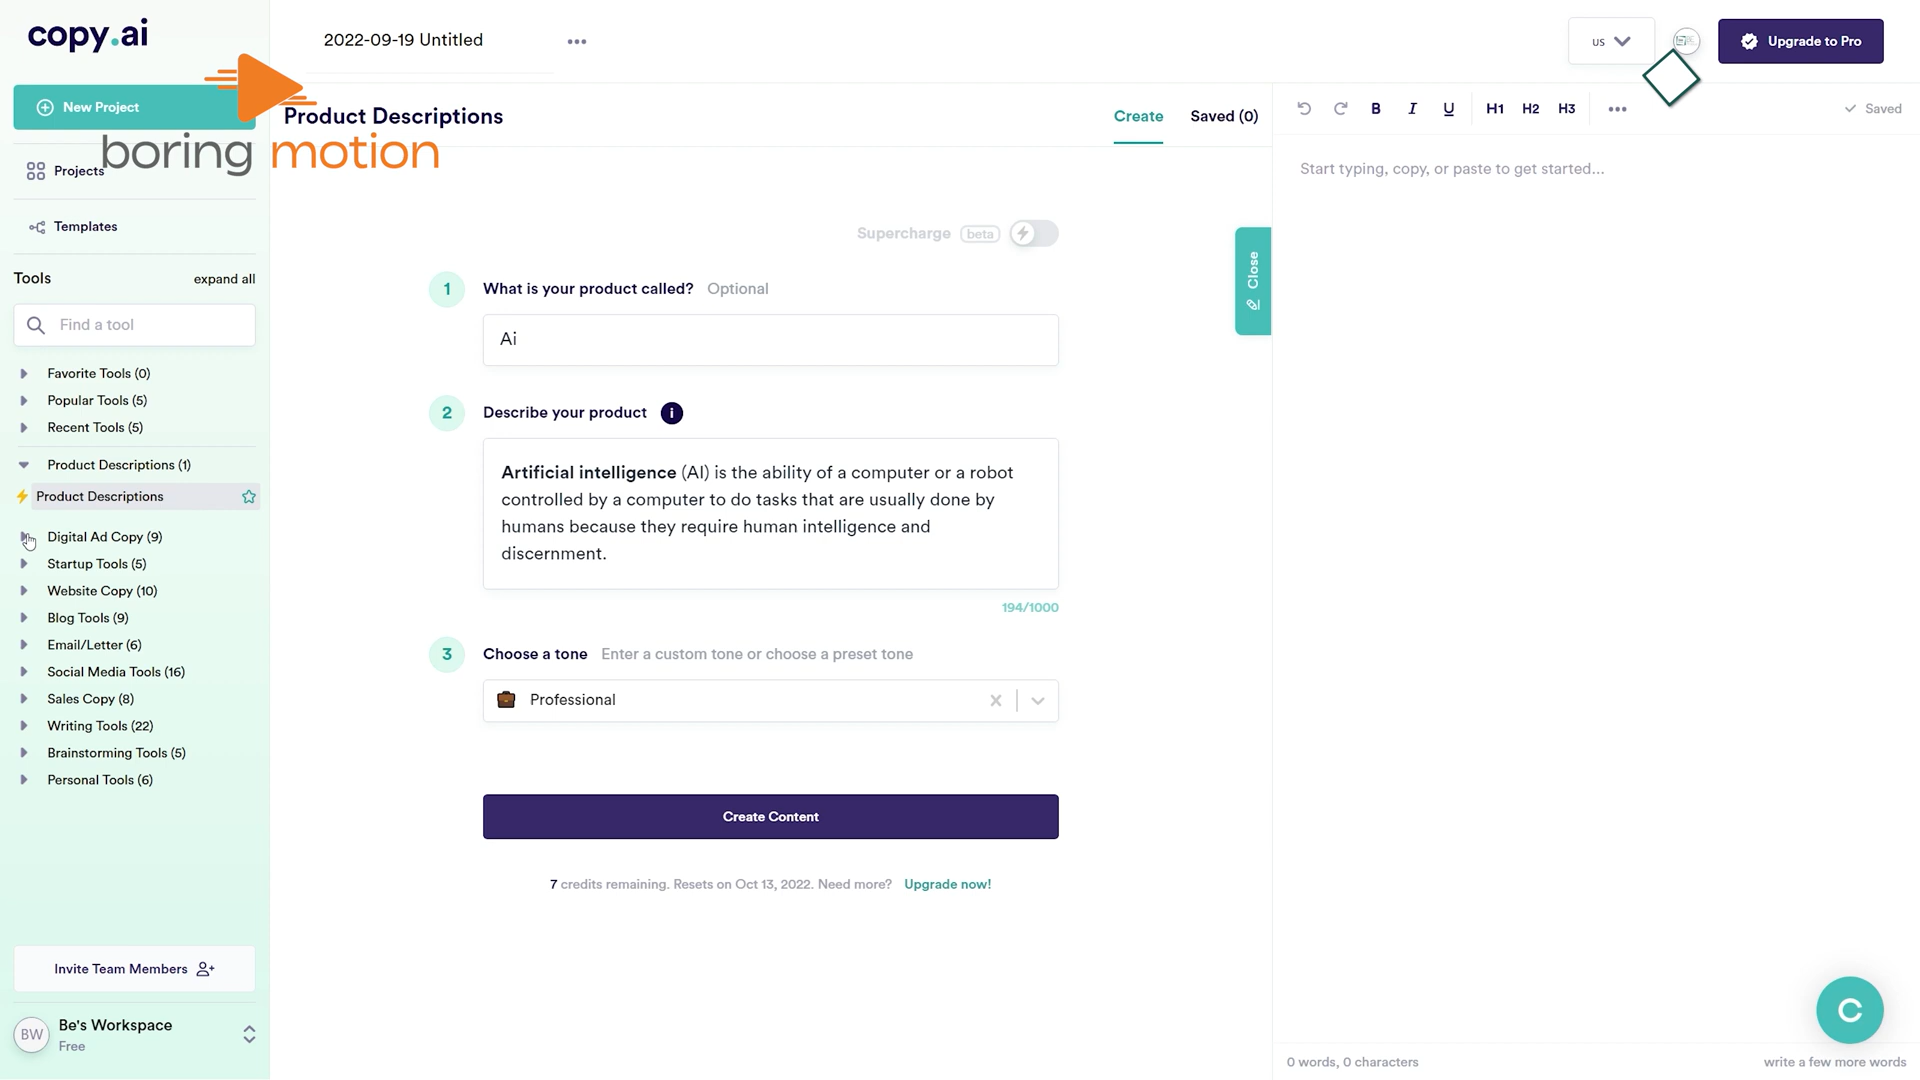 copy.ai
2022-09-19 Untitled
us
Upgrade to Pro
New Project
Product Descriptions
Create
Saved (0)
B I U H1 H2 H3
Saved
boring motion
Projects
Start typing, copy, or paste to get started...
Templates
Supercharge beta
Tools
expand all
Close
1
What is your product called? Optional
Find a tool
Ai
Favorite Tools (0)
Popular Tools (5)
Recent Tools (5)
2
Describe your product
i
Product Descriptions (1)
Product Descriptions
Artificial intelligence (AI) is the ability of a computer or a robot
controlled by a computer to do tasks that are usually done by
humans because they require human intelligence and
discernment.
Digital Ad Copy (9)
Startup Tools (5)
Website Copy (10)
Blog Tools (9)
Email/Letter (6)
Social Media Tools (16)
Sales Copy (8)
Writing Tools (22)
Brainstorming Tools (5)
Personal Tools (6)
194/1000
3
Choose a tone Enter a custom tone or choose a preset tone
Professional
Create Content
7 credits remaining. Resets on Oct 13, 2022. Need more? Upgrade now!
Invite Team Members
BW
Be's Workspace
Free
C
0 words, 0 characters
write a few more words